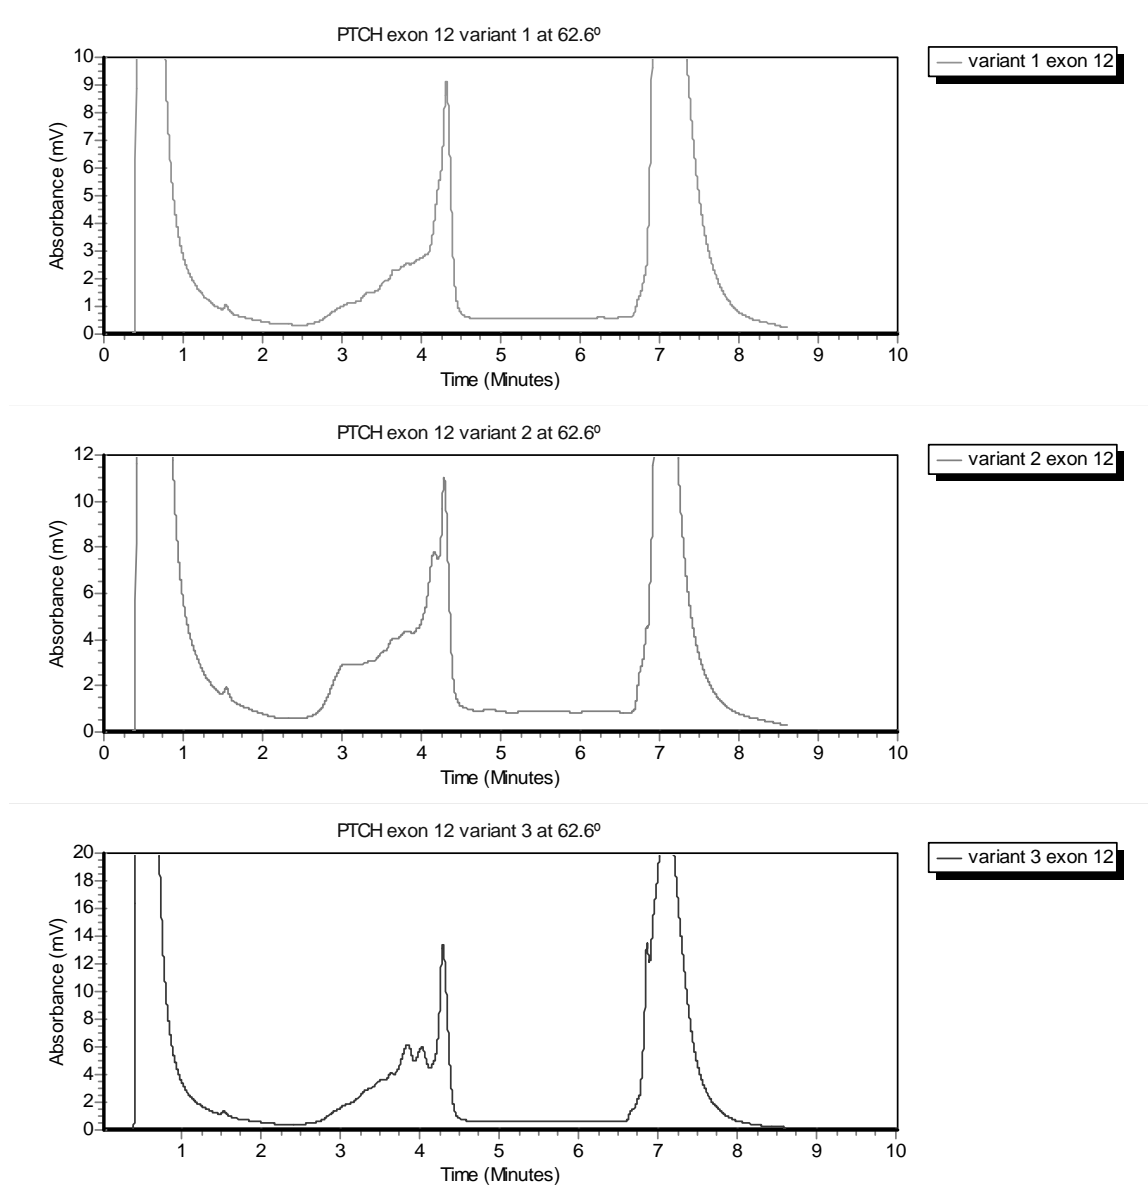 PTCH exon 12 variant 1 at 62.6º
variant 1 exon 12
Absorbance (mV)
10
9
8
7
6
5
4
3
2
1
0
0 1 2 3 4 5 6 7 8 9 10
Time (Minutes)
PTCH exon 12 variant 2 at 62.6º
variant 2 exon 12
Absorbance (mV)
12
10
8
6
4
2
0
0 1 2 3 4 5 6 7 8 9 10
Time (Minutes)
PTCH exon 12 variant 3 at 62.6º
variant 3 exon 12
Absorbance (mV)
20
18
16
14
12
10
8
6
4
2
0
1 2 3 4 5 6 7 8 9 10
Time (Minutes)